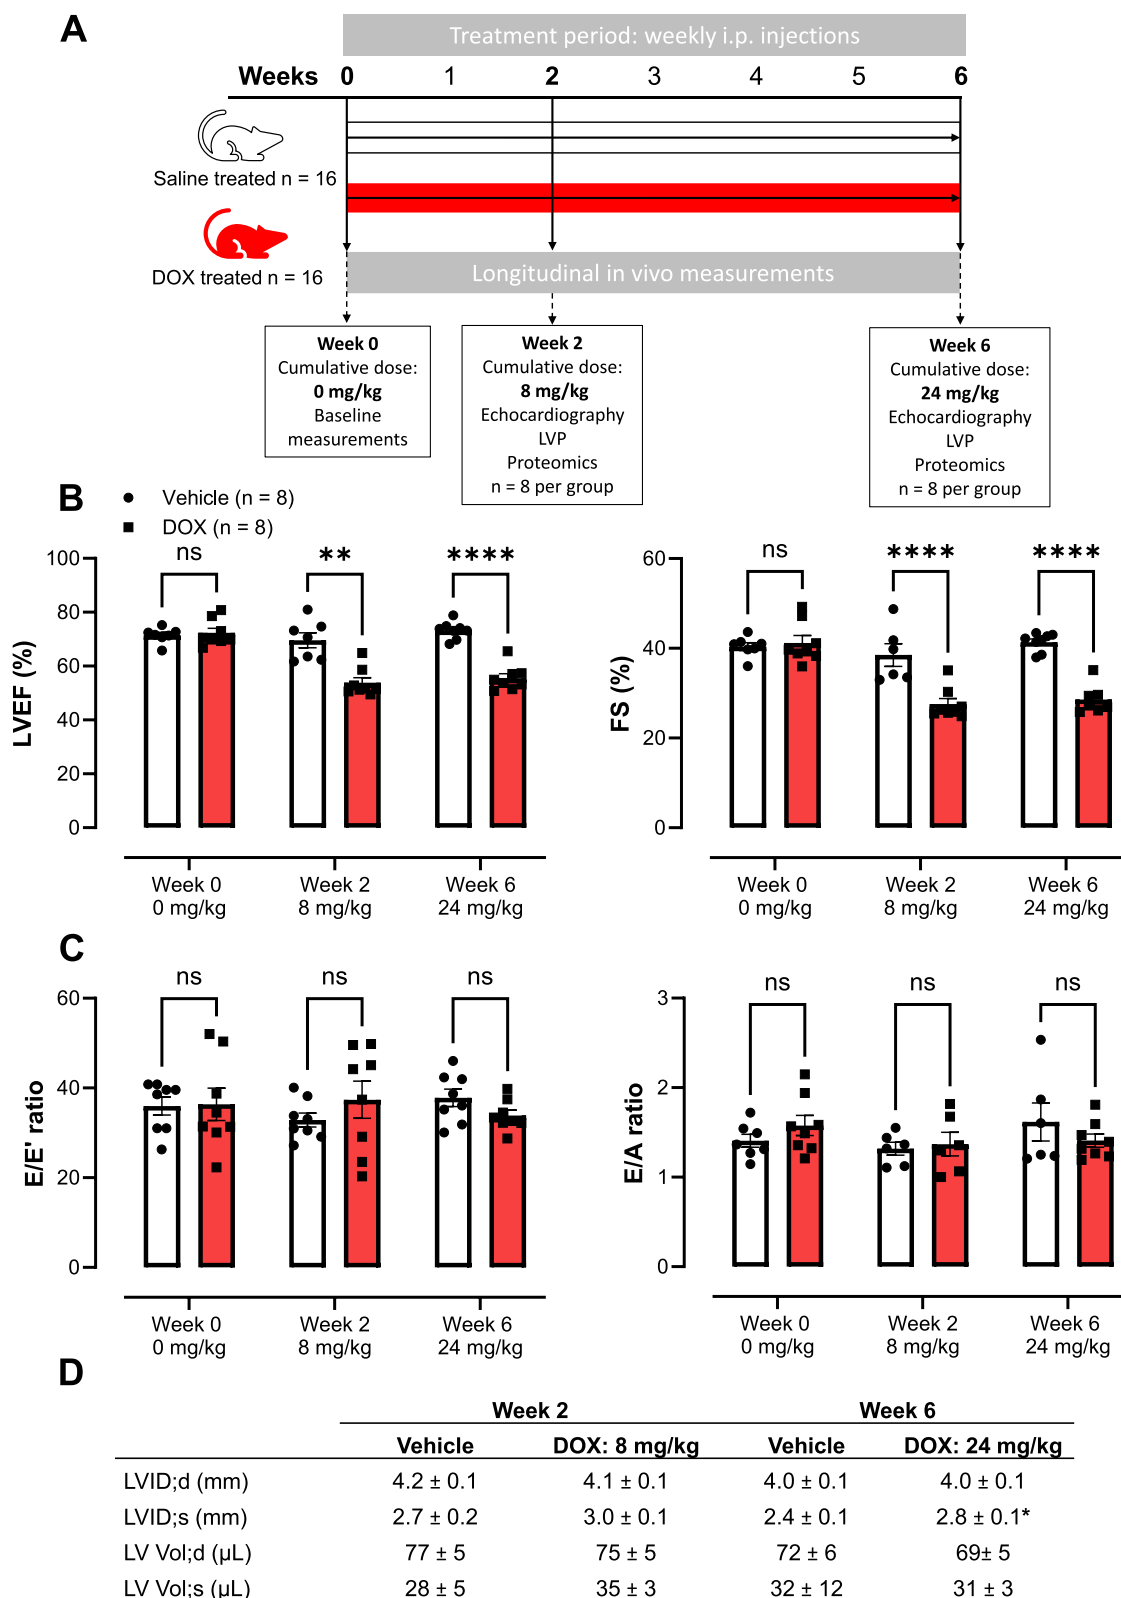 A
Treatment period: weekly i.p. injections
Weeks 0 1 2 3 4 5 6
Saline treated n = 16
DOX treated n = 16
Longitudinal in vivo measurements
Week 0
Cumulative dose:
0 mg/kg
Baseline
measurements
Week 2
Cumulative dose:
8 mg/kg
Echocardiography
LVP
Proteomics
n = 8 per group
Week 6
Cumulative dose:
24 mg/kg
Echocardiography
LVP
Proteomics
n = 8 per group
B
Vehicle (n = 8)
DOX (n = 8)
LVEF (%)
100
80
60
40
20
0
ns ** ****
Week 0 Week 2 Week 6
0 mg/kg 8 mg/kg 24 mg/kg
FS (%)
60
40
20
0
ns **** ****
Week 0 Week 2 Week 6
0 mg/kg 8 mg/kg 24 mg/kg
C
E/E' ratio
60
40
20
0
ns ns ns
Week 0 Week 2 Week 6
0 mg/kg 8 mg/kg 24 mg/kg
E/A ratio
3
2
1
0
ns ns ns
Week 0 Week 2 Week 6
0 mg/kg 8 mg/kg 24 mg/kg
D
Week 2 Week 6
Vehicle DOX: 8 mg/kg Vehicle DOX: 24 mg/kg
LVID;d (mm) 4.2 ± 0.1 4.1 ± 0.1 4.0 ± 0.1 4.0 ± 0.1
LVID;s (mm) 2.7 ± 0.2 3.0 ± 0.1 2.4 ± 0.1 2.8 ± 0.1*
LV Vol;d (µL) 77 ± 5 75 ± 5 72 ± 6 69± 5
LV Vol;s (µL) 28 ± 5 35 ± 3 32 ± 12 31 ± 3